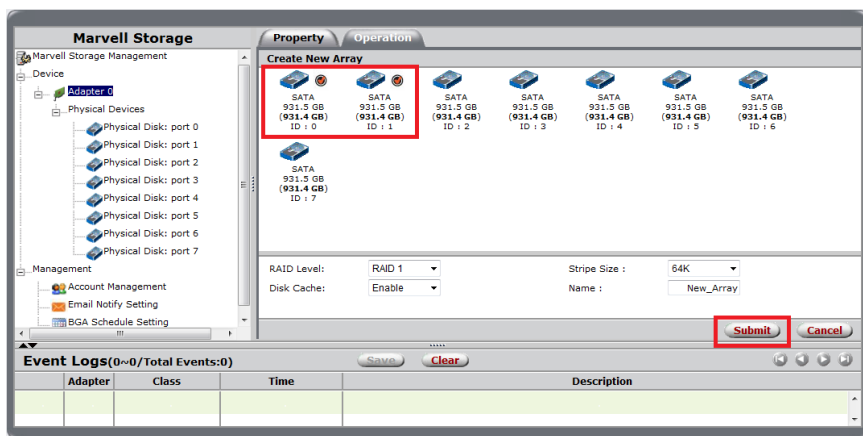 Marvell Storage
Property
Operation
Marvell Storage Management
Device
Adapter 0
Physical Devices
Physical Disk: port 0
Physical Disk: port 1
Physical Disk: port 2
Physical Disk: port 3
Physical Disk: port 4
Physical Disk: port 5
Physical Disk: port 6
Physical Disk: port 7
Management
Account Management
Email Notify Setting
BGA Schedule Setting
Create New Array
SATA
931.5 GB
(931.4 GB)
ID : 0
SATA
931.5 GB
(931.4 GB)
ID : 1
SATA
931.5 GB
(931.4 GB)
ID : 2
SATA
931.5 GB
(931.4 GB)
ID : 3
SATA
931.5 GB
(931.4 GB)
ID : 4
SATA
931.5 GB
(931.4 GB)
ID : 5
SATA
931.5 GB
(931.4 GB)
ID : 6
SATA
931.5 GB
(931.4 GB)
ID : 7
RAID Level: RAID 1 Stripe Size : 64K
Disk Cache: Enable Name : New_Array
Submit Cancel
Event Logs(0~0/Total Events:0) Save Clear
Adapter Class Time Description